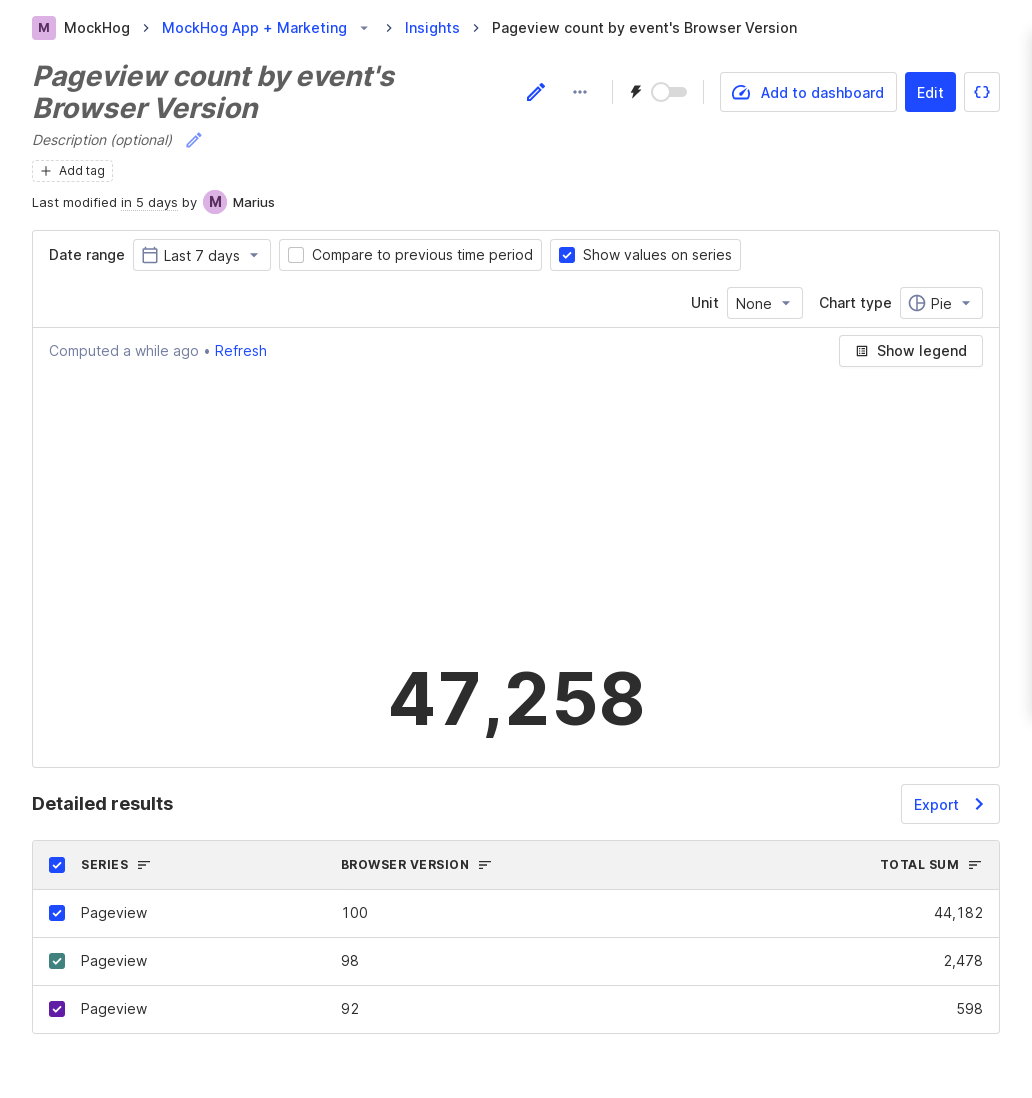 M MockHog > MockHog App + Marketing > Insights > Pageview count by event's Browser Version
Pageview count by event's
Browser Version
Add to dashboard
Edit
Description (optional)
Add tag
Last modified in 5 days by M Marius
Date range Last 7 days Compare to previous time period Show values on series
Unit None Chart type Pie
Computed a while ago • Refresh Show legend
47,258
Detailed results Export
SERIES BROWSER VERSION TOTAL SUM
Pageview 100 44,182
Pageview 98 2,478
Pageview 92 598